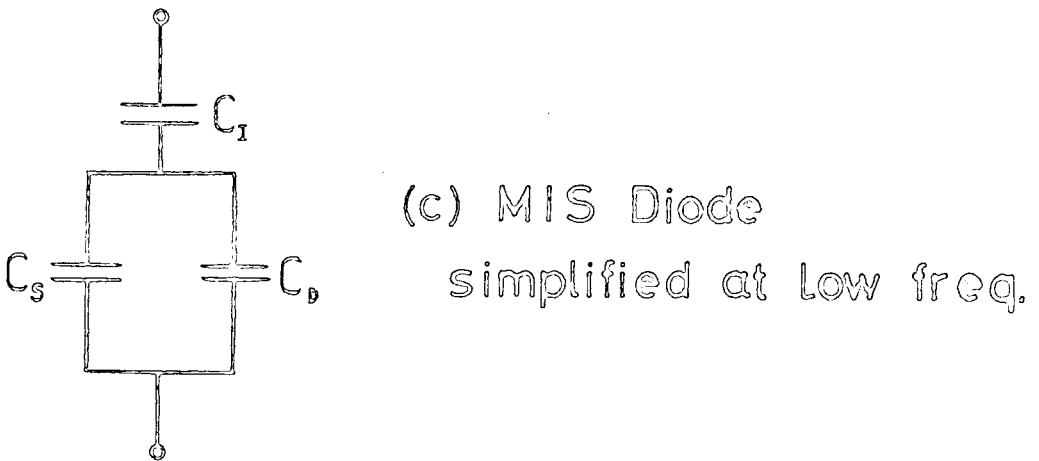 C_I
(c) MIS Diode
C_S C_D
simplified at low freq.